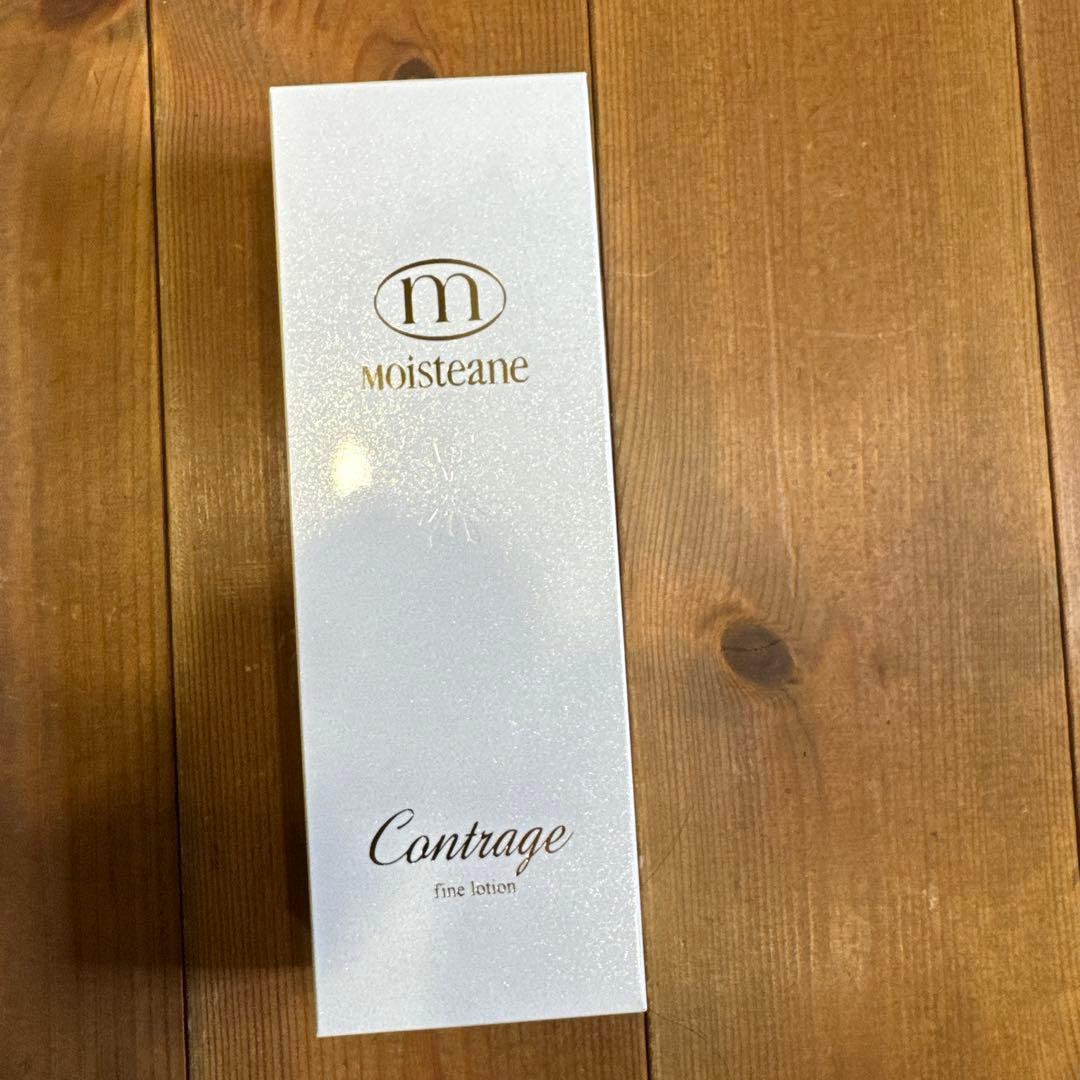 m
Moisteane
Contrage
fine lotion